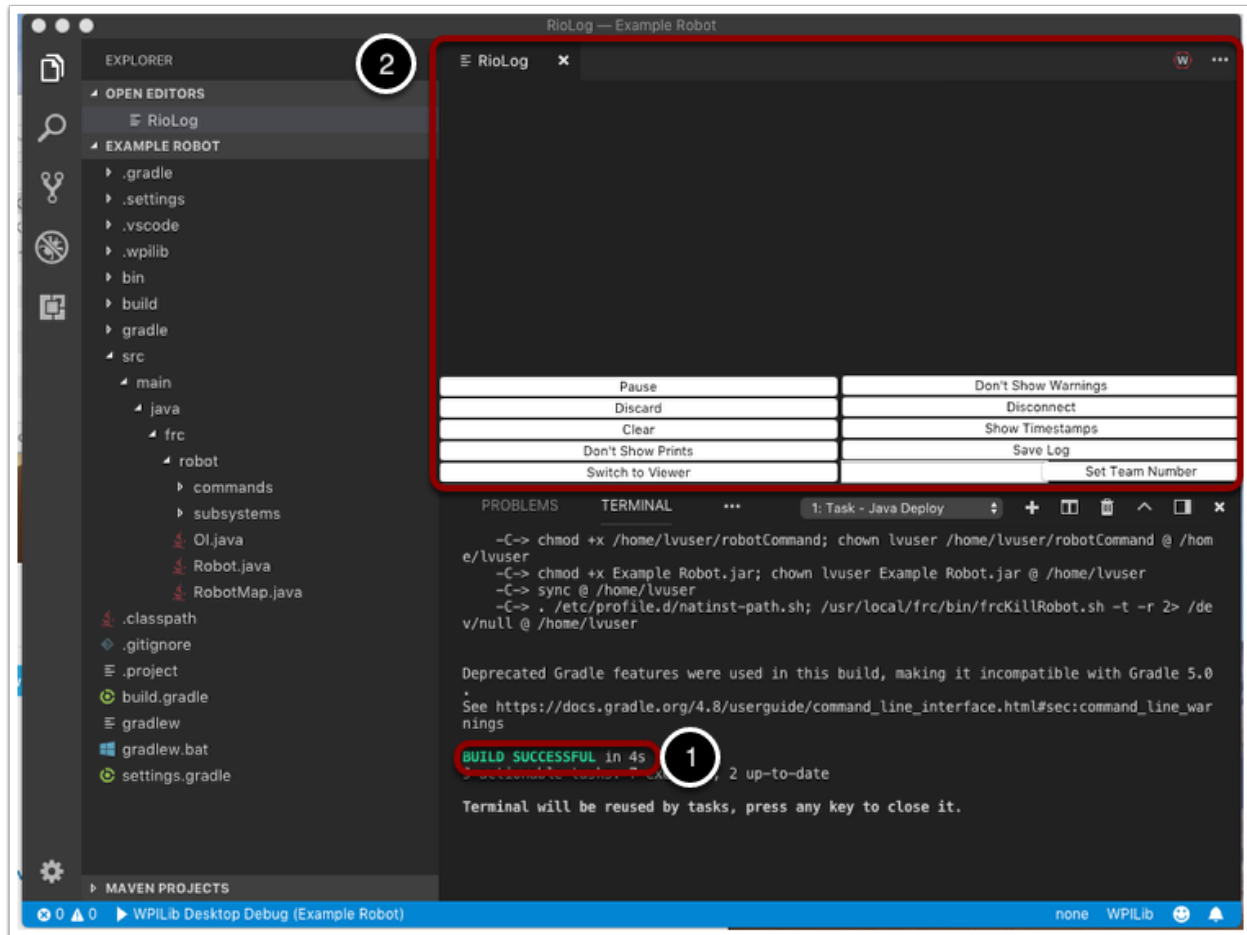 RioLog — Example Robot
EXPLORER
2
RioLog
W
OPEN EDITORS
RioLog
EXAMPLE ROBOT
.gradle
.settings
.vscode
.wpilib
bin
build
gradle
src
main
java
frc
robot
commands
subsystems
OI.java
Robot.java
RobotMap.java
.classpath
.gitignore
.project
build.gradle
gradlew
gradlew.bat
settings.gradle
MAVEN PROJECTS
Pause
Don't Show Warnings
Discard
Disconnect
Clear
Show Timestamps
Don't Show Prints
Save Log
Switch to Viewer
Set Team Number
PROBLEMS TERMINAL ••• 1: Task - Java Deploy
-C-> chmod +x /home/lvuser/robotCommand; chown lvuser /home/lvuser/robotCommand @ /hom
e/lvuser
-C-> chmod +x Example Robot.jar; chown lvuser Example Robot.jar @ /home/lvuser
-C-> sync @ /home/lvuser
-C-> . /etc/profile.d/natinst-path.sh; /usr/local/frc/bin/frcKillRobot.sh -t -r 2> /de
v/null @ /home/lvuser
Deprecated Gradle features were used in this build, making it incompatible with Gradle 5.0
.
See https://docs.gradle.org/4.8/userguide/command_line_interface.html#sec:command_line_war
nings
BUILD SUCCESSFUL in 4s
1
, 2 up-to-date
Terminal will be reused by tasks, press any key to close it.
0 0 WPILib Desktop Debug (Example Robot)
none WPILib